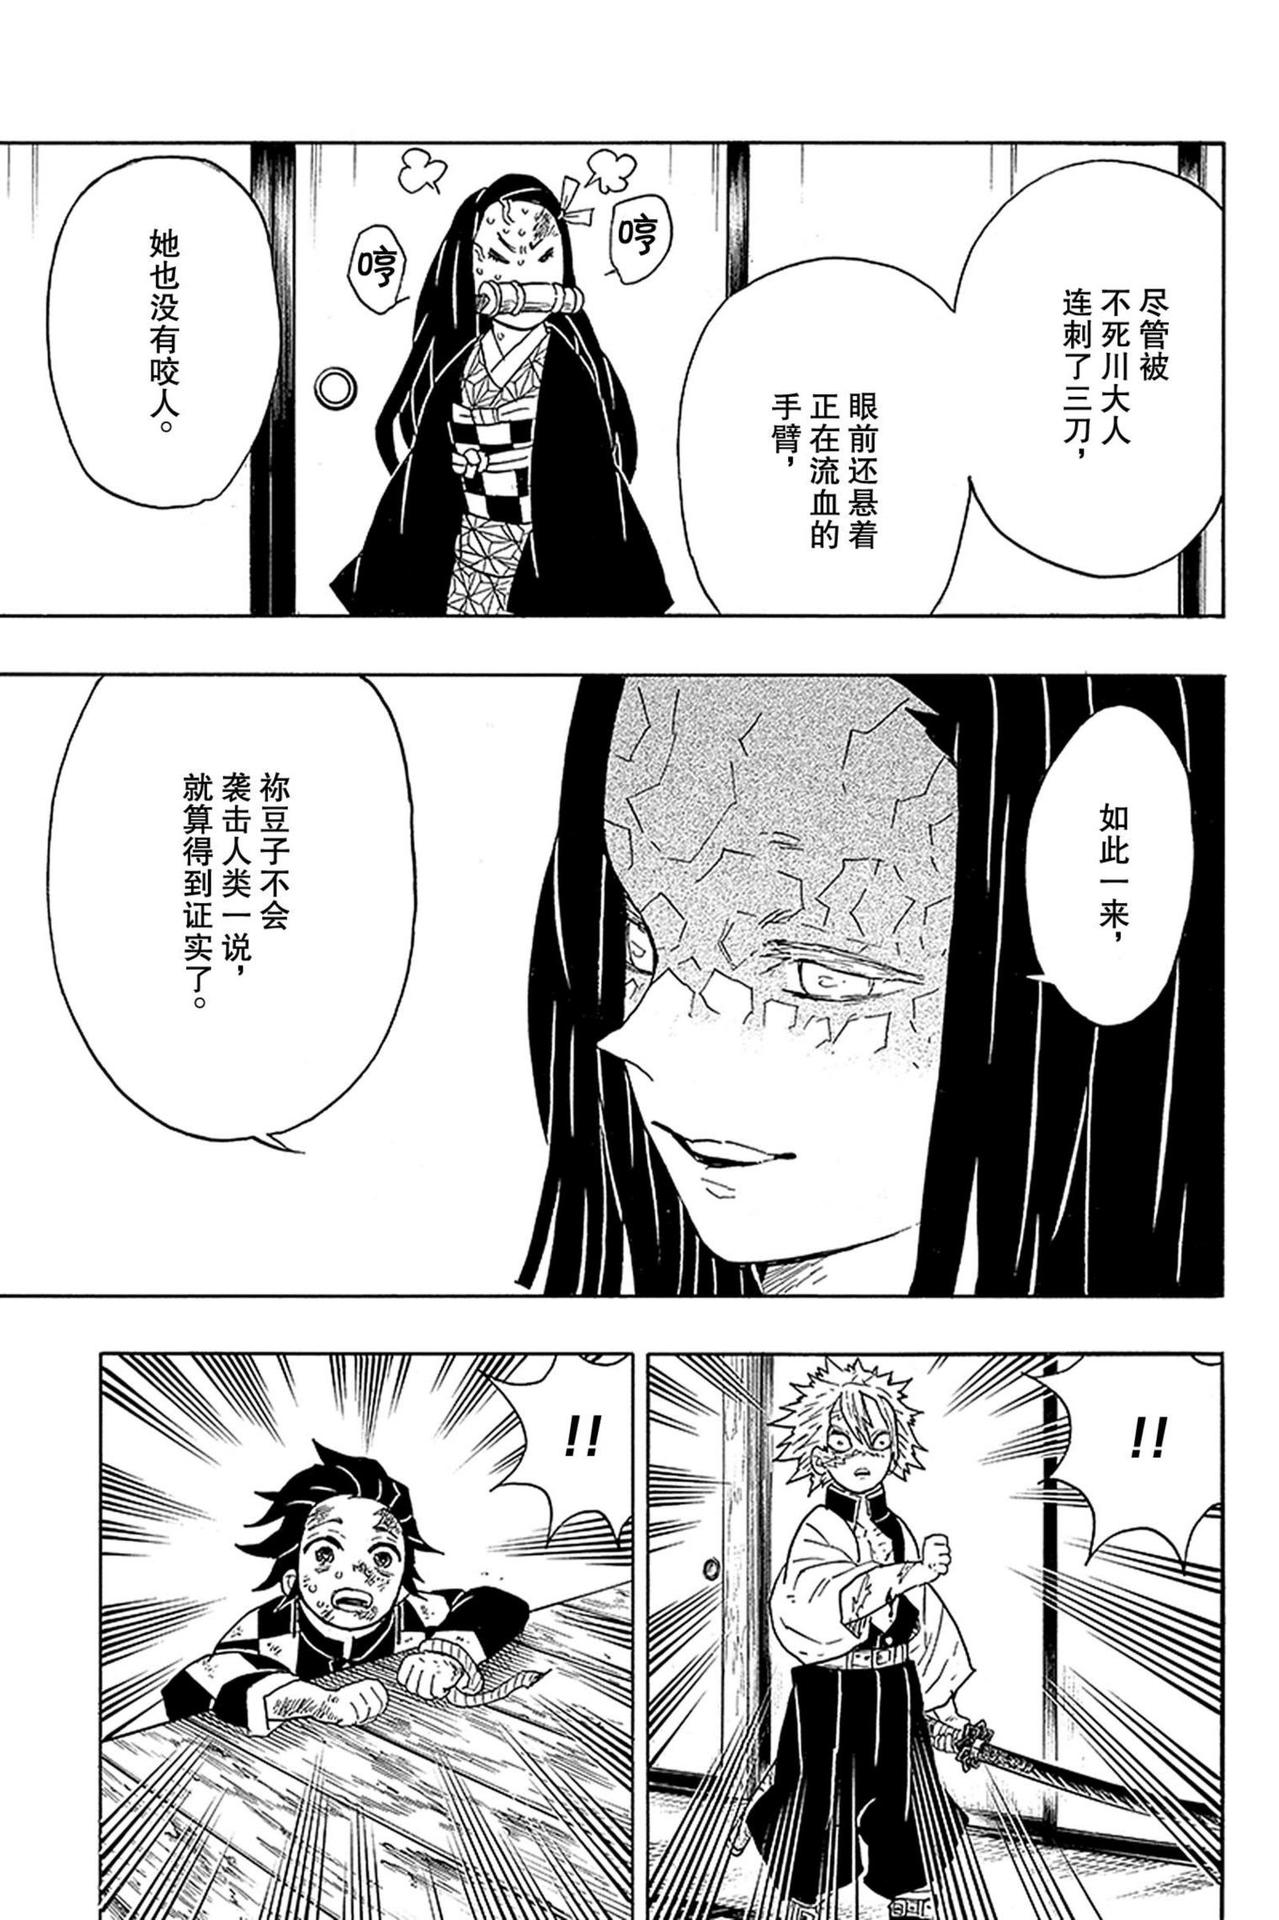 尽管被
不死川大人
连刺了三刀，
眼前还悬着
正在流血的
手臂，
哼
哼
她也没有咬人。
如此一来，
祢豆子不会
袭击人类一说，
就算得到证实了。
!!
!!